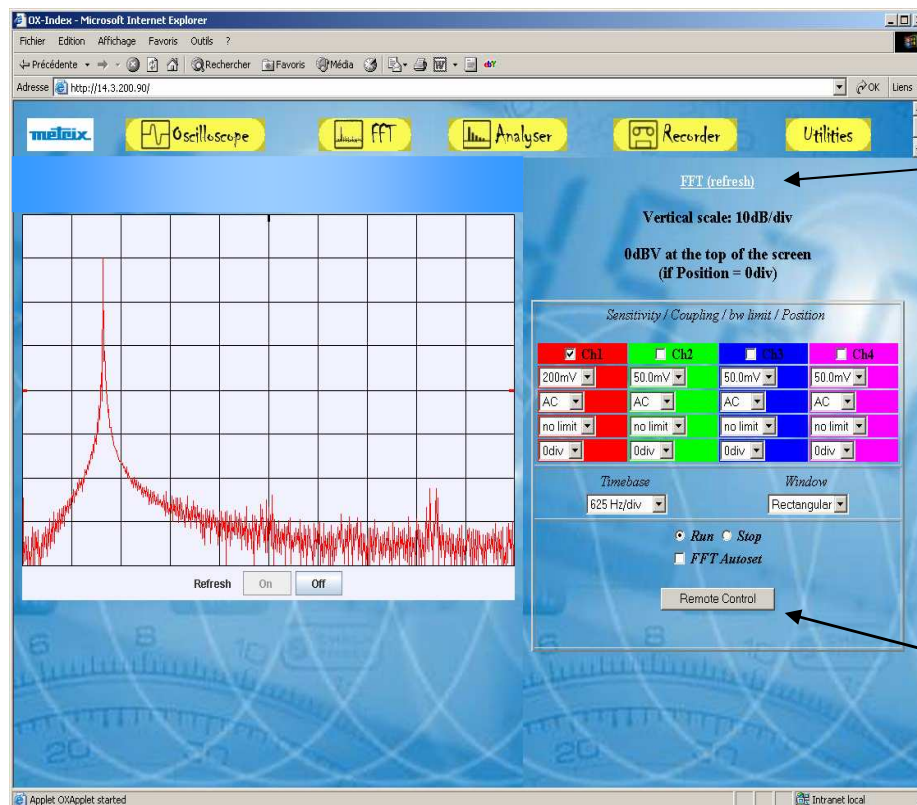 OX-Index - Microsoft Internet Explorer
Fichier Edition Affichage Favoris Outils ?
Précédente Rechercher Favoris Média
Adresse http://14.3.200.90/ OK Liens
metrix Oscilloscope FFT Analyser Recorder Utilities
FFT (refresh)
Vertical scale: 10dB/div
0dBV at the top of the screen
(if Position = 0div)
Sensitivity / Coupling / bw limit / Position
Ch1 Ch2 Ch3 Ch4
200mV 50.0mV 50.0mV 50.0mV
AC AC AC AC
no limit no limit no limit no limit
0div 0div 0div 0div
Timebase Window
625 Hz/div Rectangular
Run Stop
FFT Autoset
Refresh On Off
Remote Control
Applet OXApplet started Intranet local